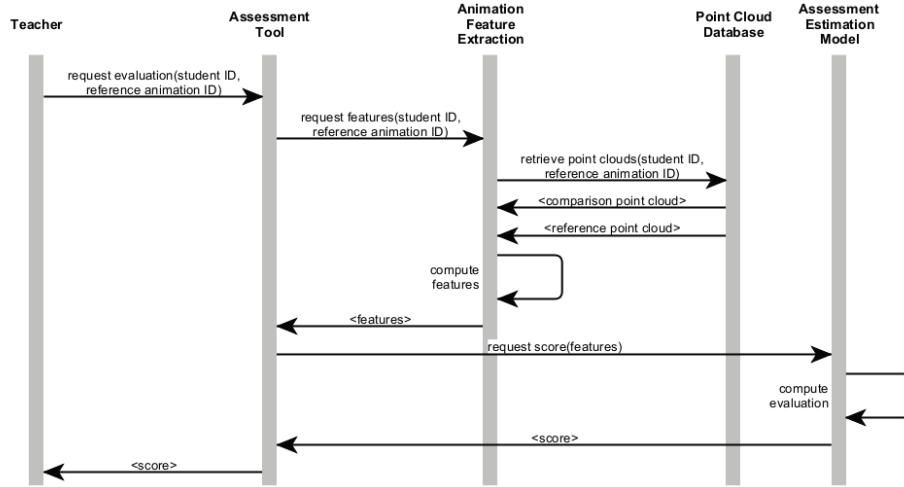 Teacher
Assessment
Tool
Animation
Feature
Extraction
Point Cloud
Database
Assessment
Estimation
Model
request evaluation(student ID,
reference animation ID)
request features(student ID,
reference animation ID)
retrieve point clouds(student ID,
reference animation ID)
<comparison point cloud>
<reference point cloud>
compute
features
<features>
request score(features)
compute
evaluation
<score>
<score>